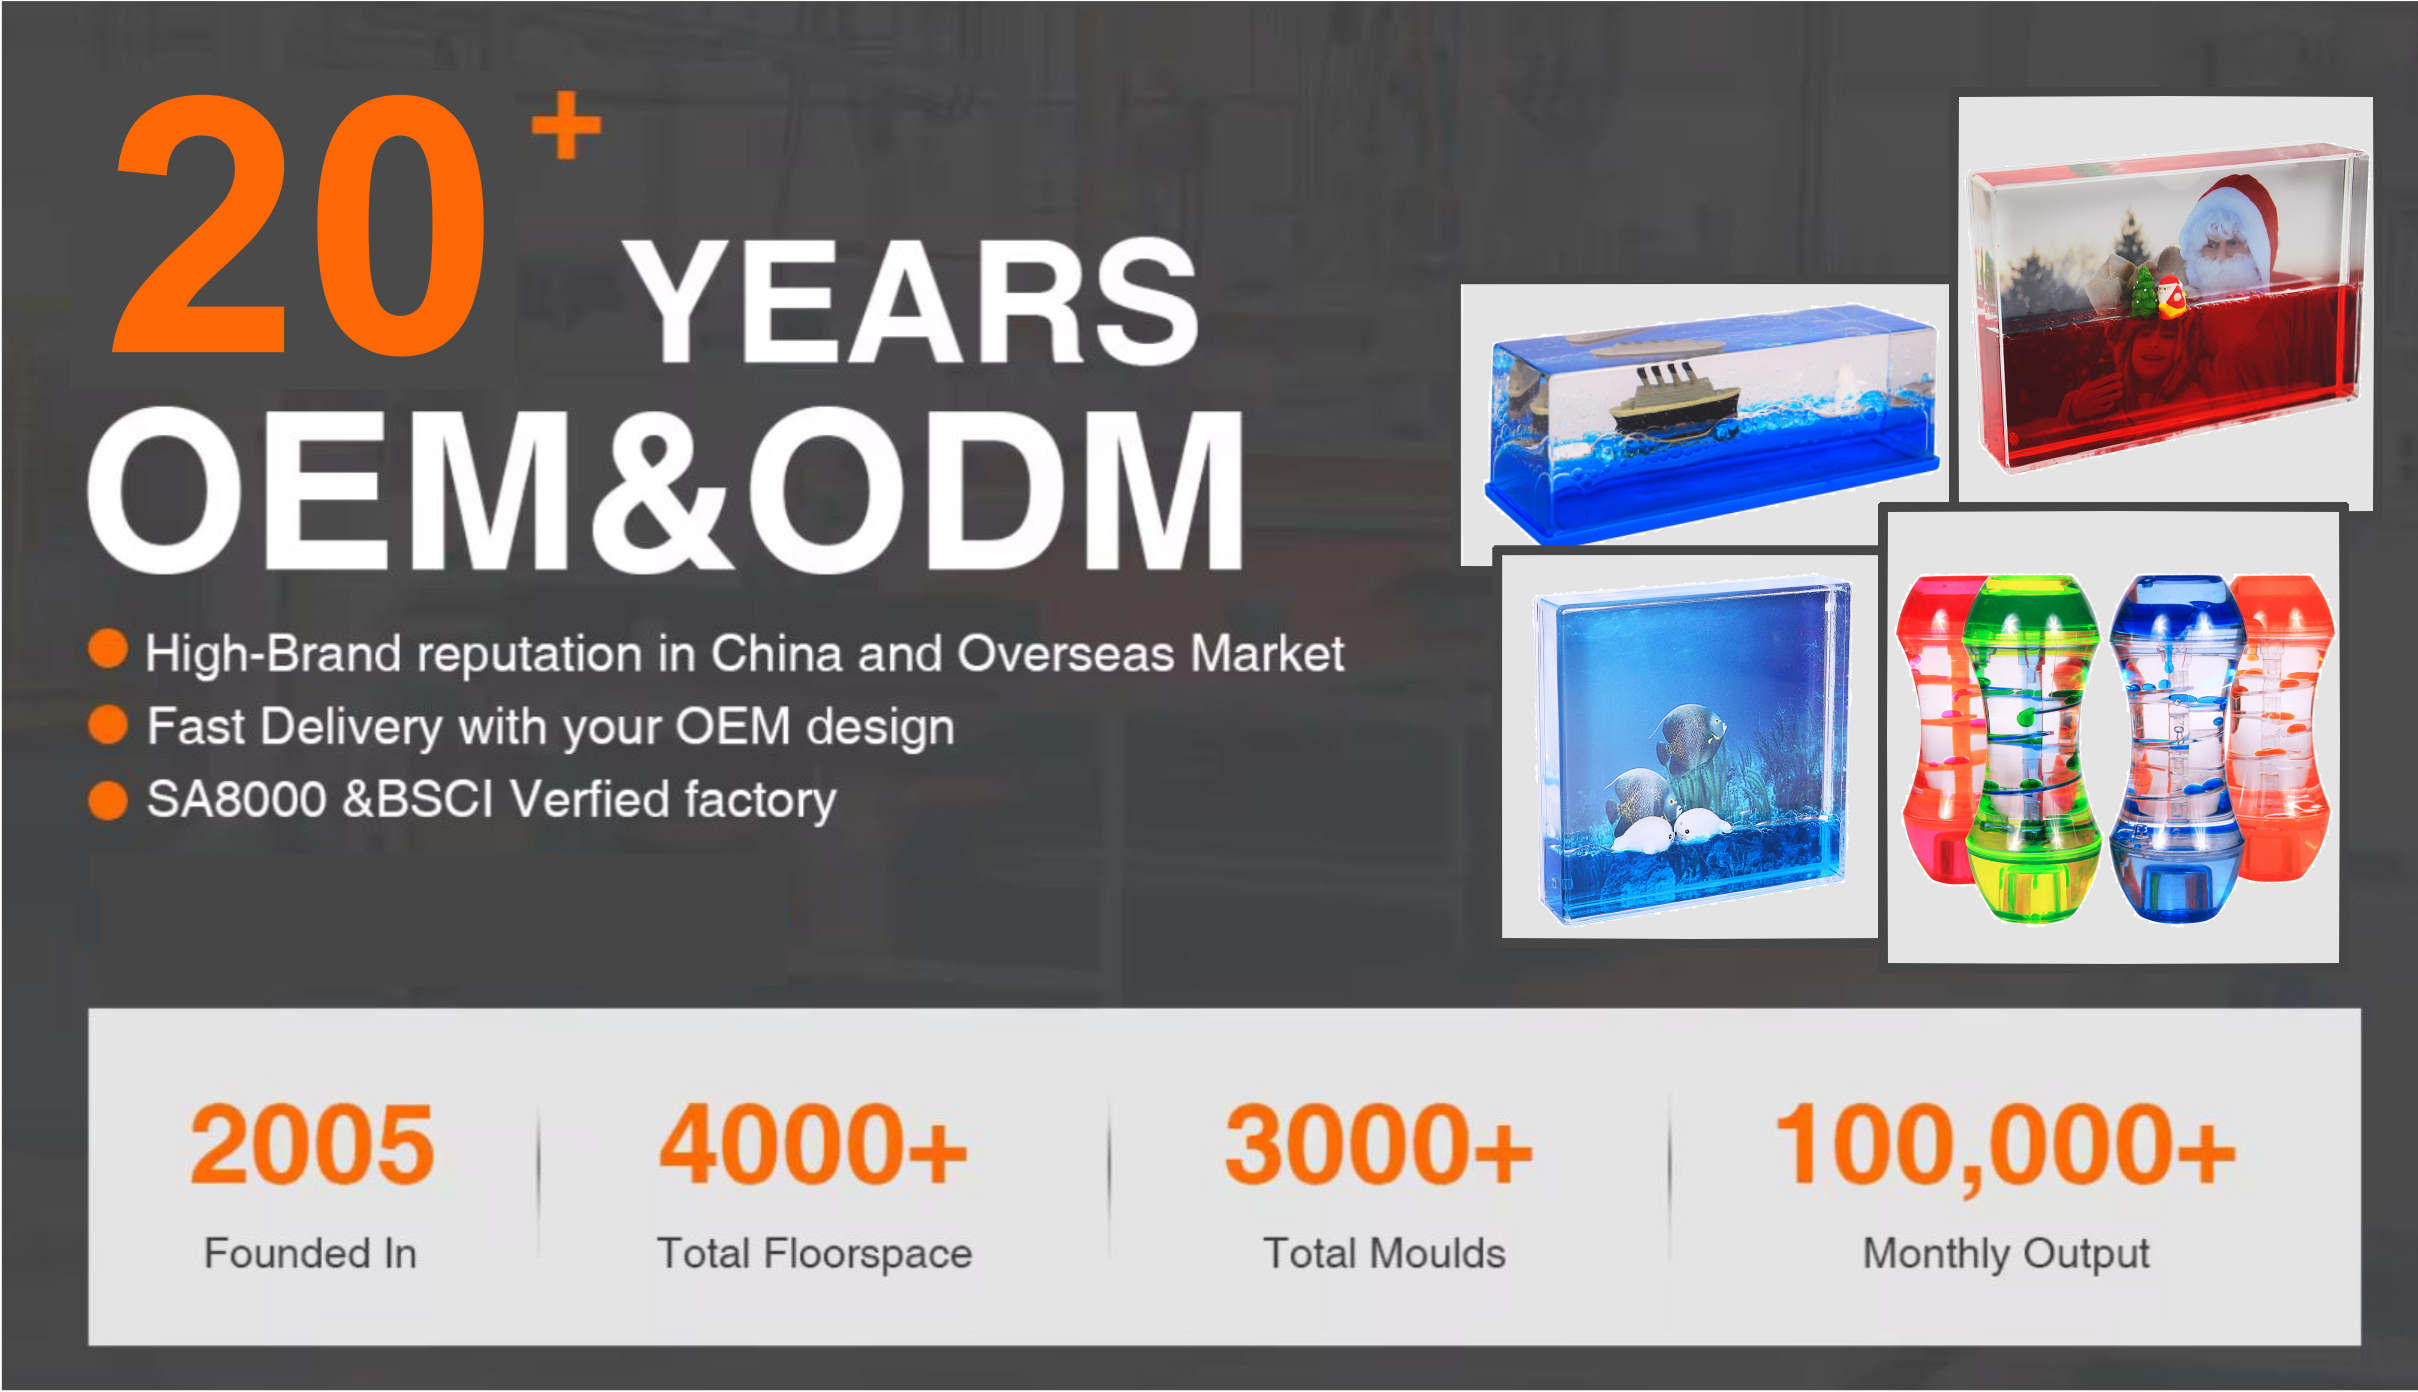 20+
YEARS
OEM&ODM
High-Brand reputation in China and Overseas Market
Fast Delivery with your OEM design
SA8000 &BSCI Verfied factory
2005
Founded In
4000+
Total Floorspace
3000+
Total Moulds
100,000+
Monthly Output